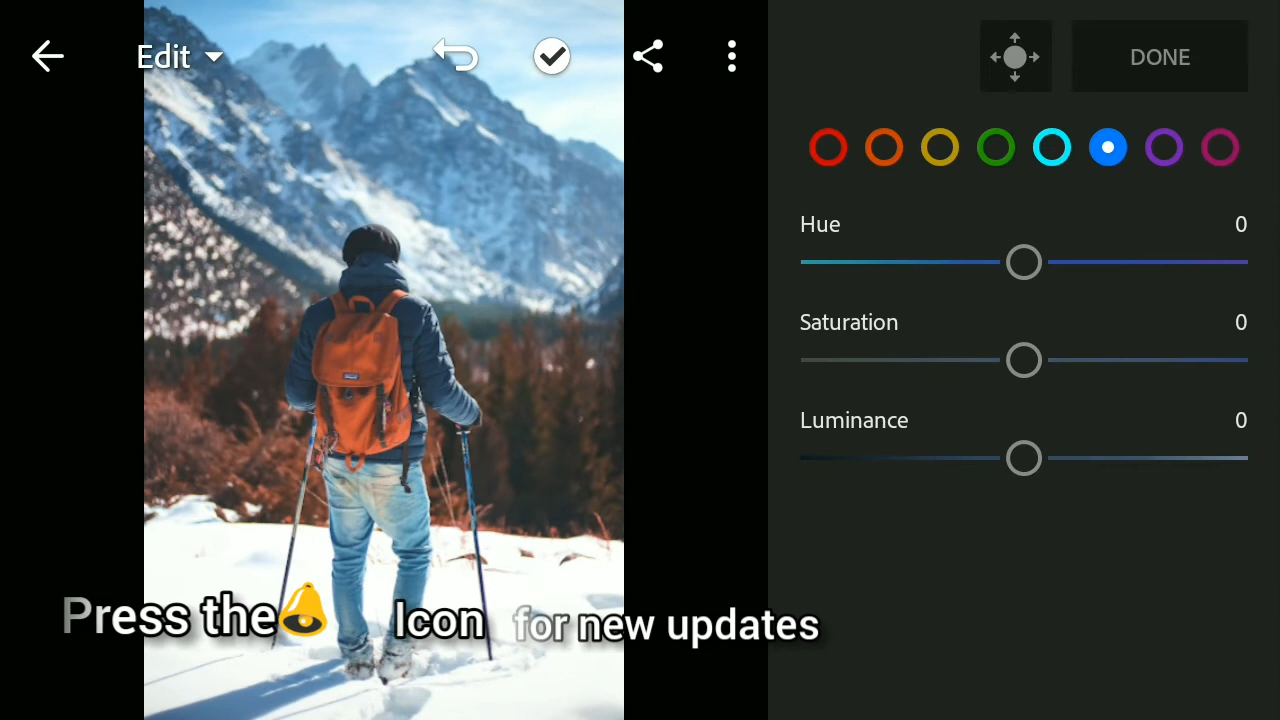 Edit
DONE
Hue 0
Saturation 0
Luminance 0
Press the Icon for new updates